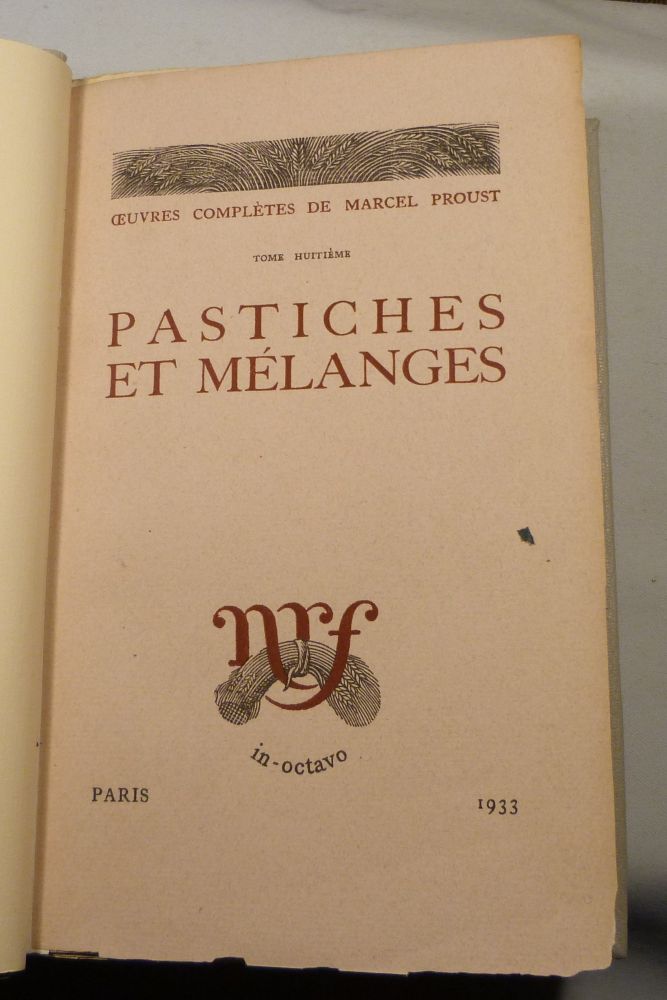 ŒUVRES COMPLÈTES DE MARCEL PROUST
TOME HUITIÈME
PASTICHES
ET MÉLANGES
nrf
in-octavo
PARIS 1933